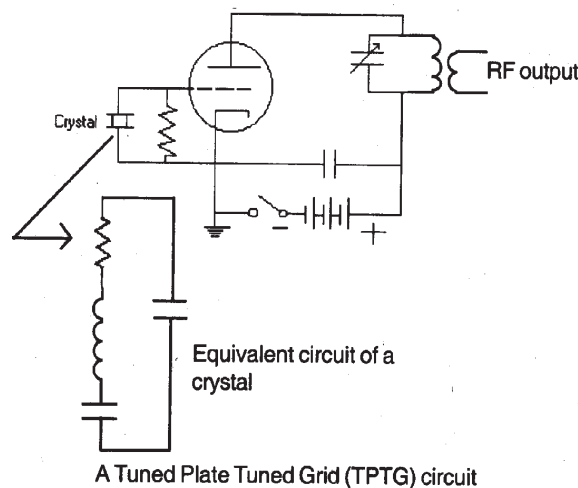 RF output
Crystal
−
+
Equivalent circuit of a
crystal
A Tuned Plate Tuned Grid (TPTG) circuit